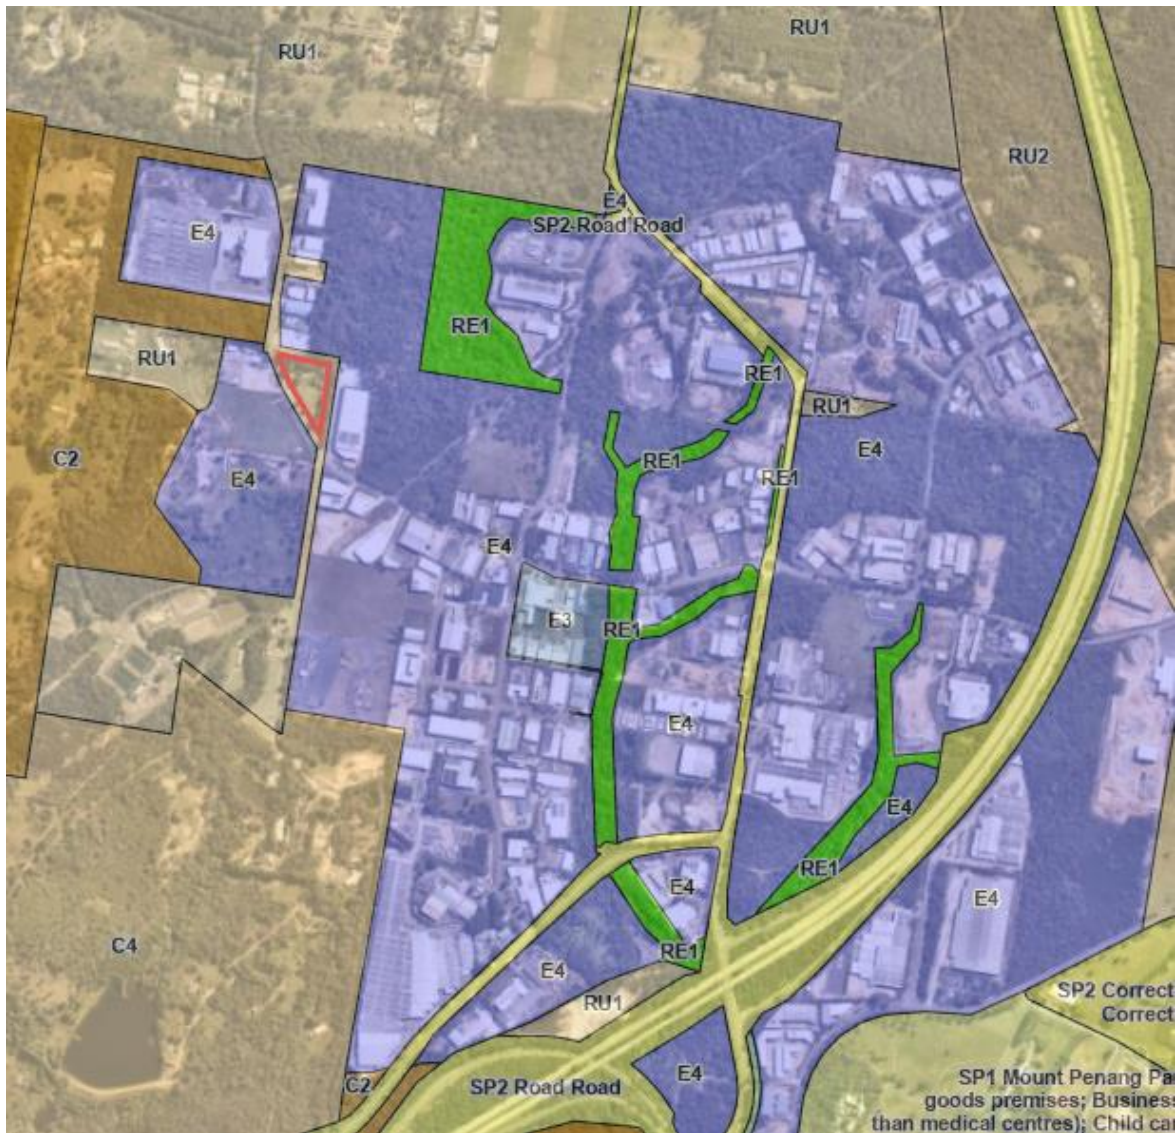 RU1
RU1
RU2
E4
E4
SP2 Road Road
RE1
RU1
RE1
RU1
C2
RE1
E4
RE1
E4
E4
E3
RE1
E4
E4
RE1
E4
E4
C4
RE1
E4
RU1
SP2 Correct
Correct
C2
SP2 Road Road
E4
SP1 Mount Penang Pa
goods premises; Business
than medical centres); Child ca